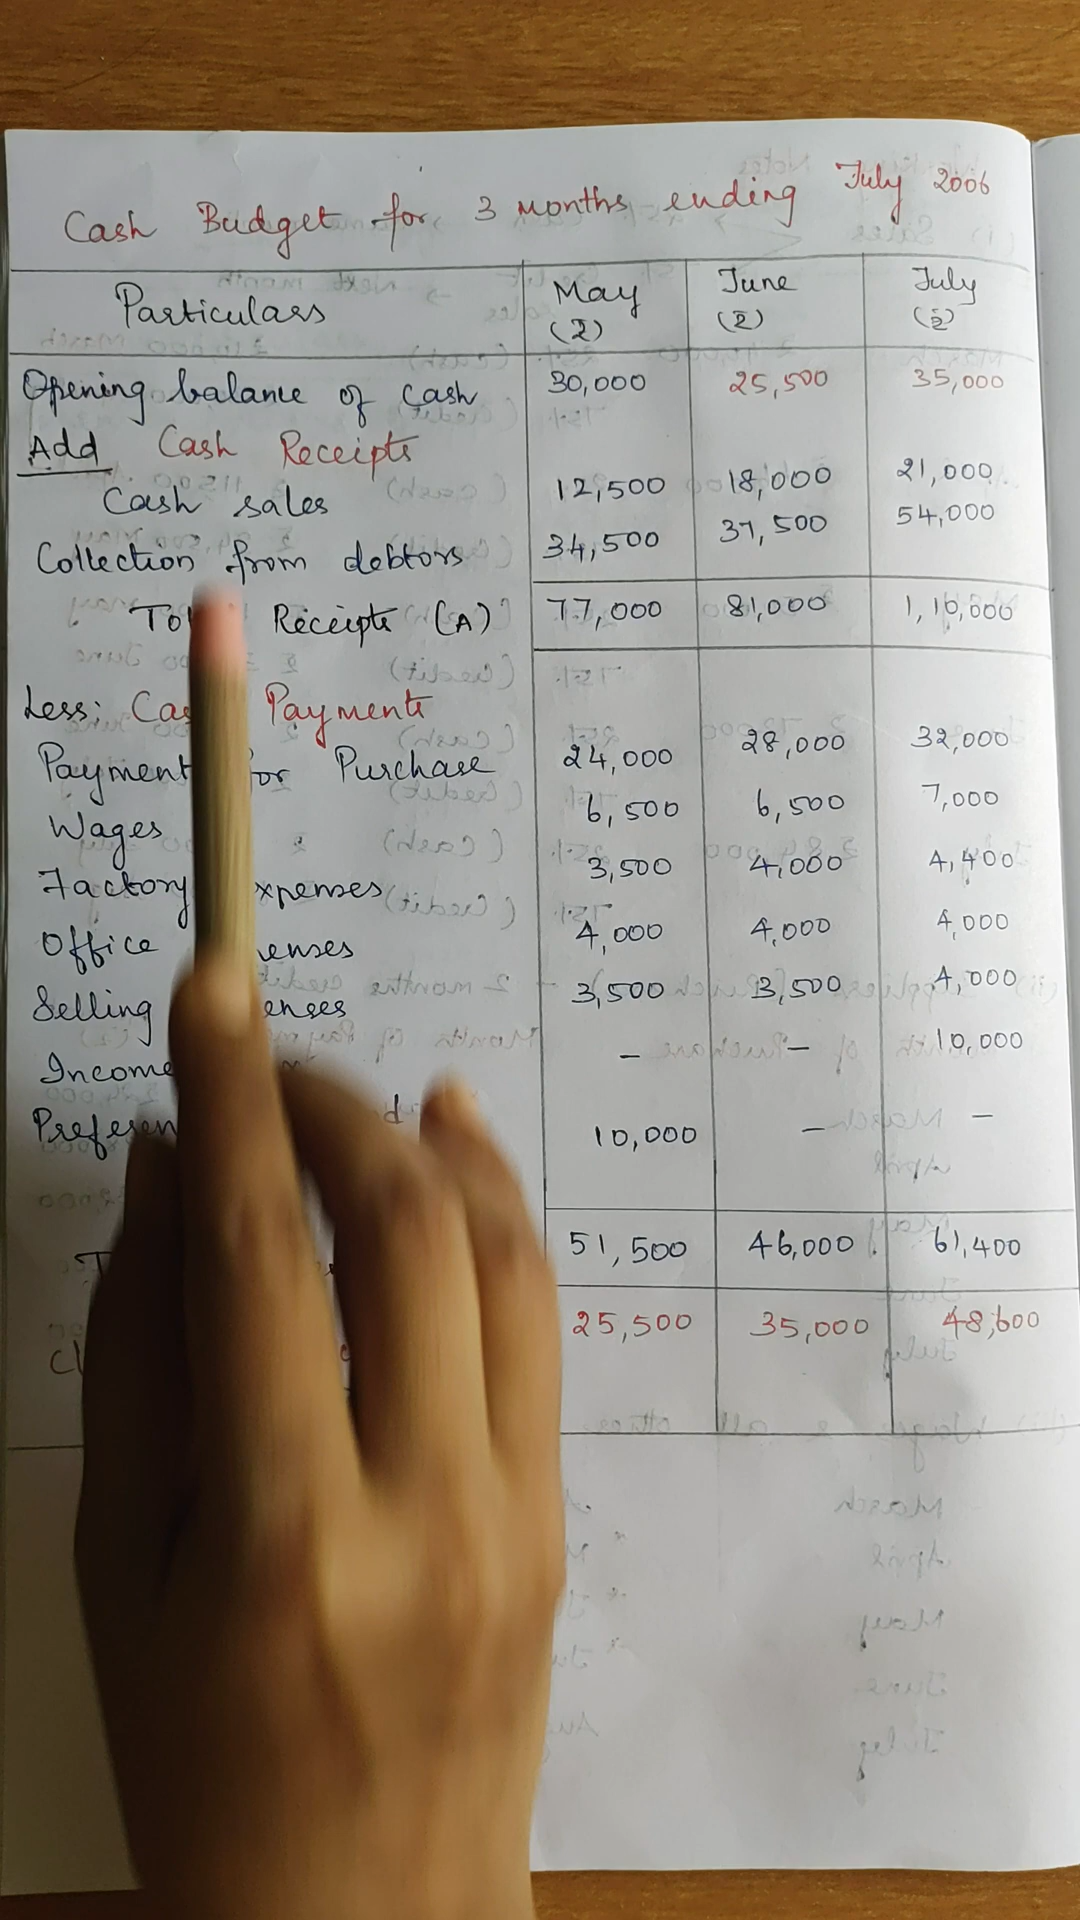 Cash Budget for 3 months ending July 2006
Particulars May (₹) June (₹) July (₹)
Opening balance of cash 30,000 25,500 35,000
Add Cash Receipts
Cash sales 12,500 18,000 21,000
Collection from debtors 34,500 37,500 54,000
Receipts (A) 77,000 81,000 1,10,000
Less: Payments
Payment for Purchase 24,000 28,000 32,000
Wages 6,500 6,500 7,000
Factory 3,500 4,000 4,400
Office 4,000 4,000 4,000
Selling 3,500 3,500 4,000
Income - - 10,000
10,000 - -
51,500 46,000 61,400
25,500 35,000 48,600